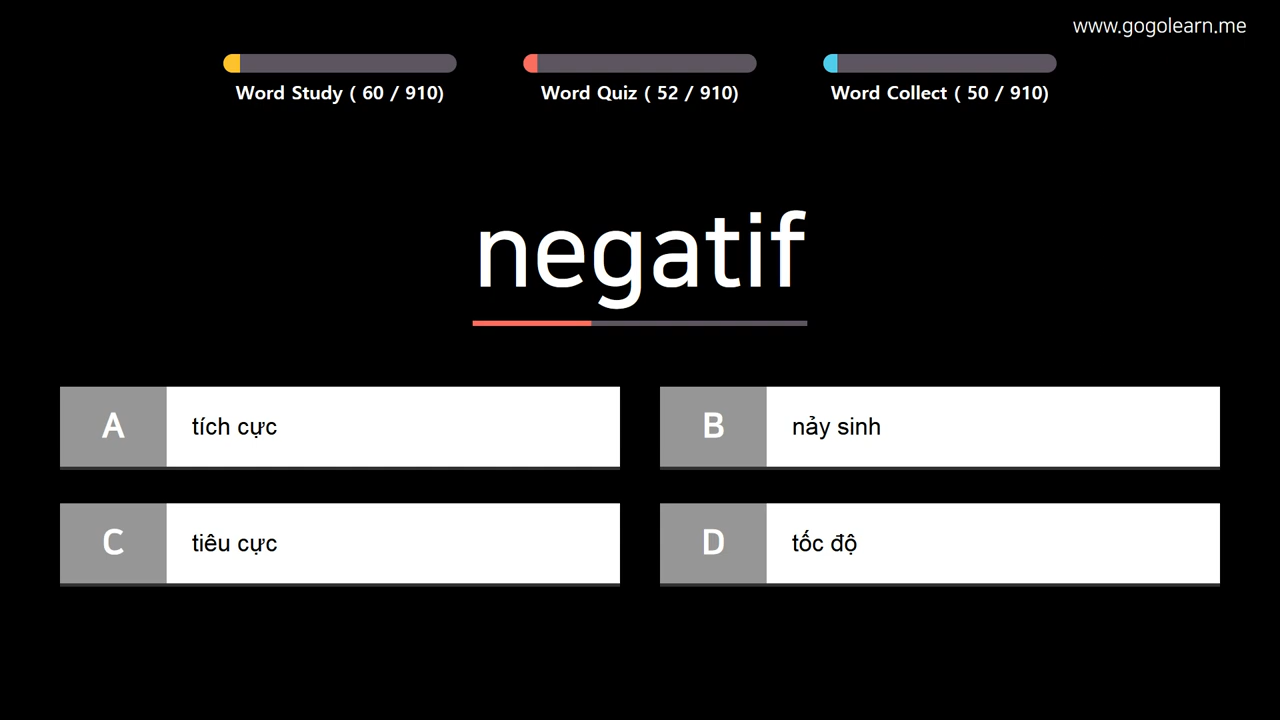 www.gogolearn.me
Word Study ( 60 / 910)
Word Quiz ( 52 / 910)
Word Collect ( 50 / 910)
negatif
A tích cực
B nảy sinh
C tiêu cực
D tốc độ